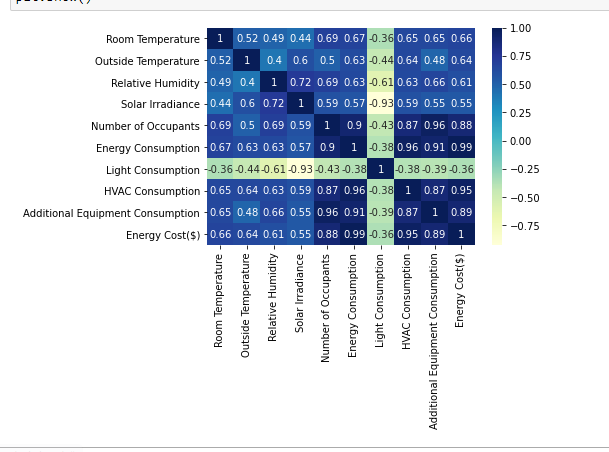 Room Temperature 1 0.52 0.49 0.44 0.69 0.67 -0.36 0.65 0.65 0.66
Outside Temperature 0.52 1 0.4 0.6 0.5 0.63 -0.44 0.64 0.48 0.64
Relative Humidity 0.49 0.4 1 0.72 0.69 0.63 -0.61 0.63 0.66 0.61
Solar Irradiance 0.44 0.6 0.72 1 0.59 0.57 -0.93 0.59 0.55 0.55
Number of Occupants 0.69 0.5 0.69 0.59 1 0.9 -0.43 0.87 0.96 0.88
Energy Consumption 0.67 0.63 0.63 0.57 0.9 1 -0.38 0.96 0.91 0.99
Light Consumption -0.36 -0.44 -0.61 -0.93 -0.43 -0.38 1 -0.38 -0.39 -0.36
HVAC Consumption 0.65 0.64 0.63 0.59 0.87 0.96 -0.38 1 0.87 0.95
Additional Equipment Consumption 0.65 0.48 0.66 0.55 0.96 0.91 -0.39 0.87 1 0.89
Energy Cost($) 0.66 0.64 0.61 0.55 0.88 0.99 -0.36 0.95 0.89 1
Room Temperature
Outside Temperature
Relative Humidity
Solar Irradiance
Number of Occupants
Energy Consumption
Light Consumption
HVAC Consumption
Additional Equipment Consumption
Energy Cost($)
1.00
0.75
0.50
0.25
0.00
−0.25
−0.50
−0.75